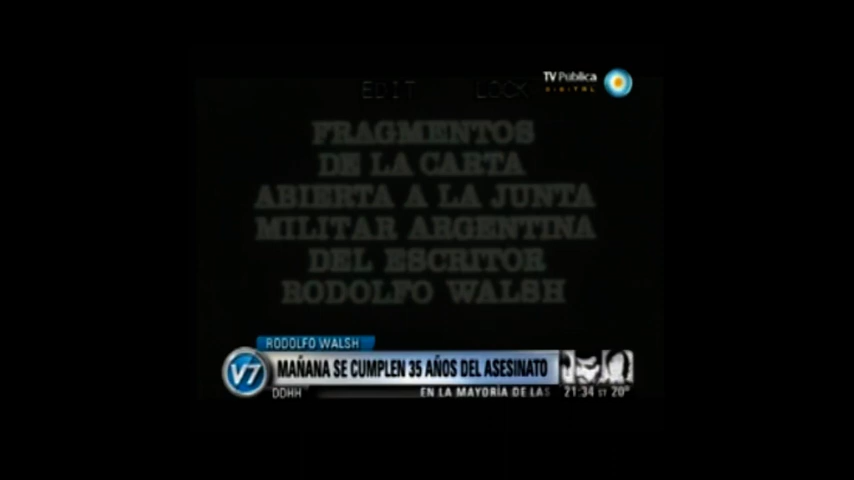 TV Pública
DIGITAL
EDIT LOCK
FRAGMENTOS
DE LA CARTA
ABIERTA A LA JUNTA
MILITAR ARGENTINA
DEL ESCRITOR
RODOLFO WALSH
RODOLFO WALSH
V7 MAÑANA SE CUMPLEN 35 AÑOS DEL ASESINATO
DDHH EN LA MAYORÍA DE LAS 21:34 ST 20°